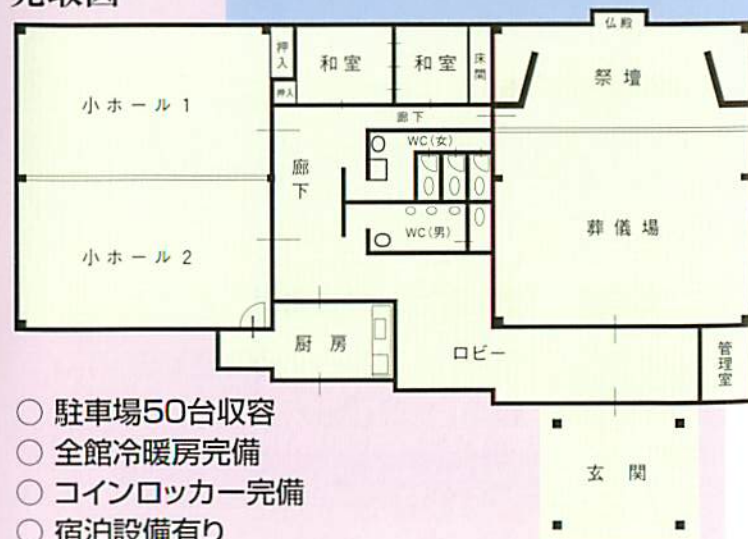 見取図
仏殿
押入
和室
和室
床間
祭壇
小ホール 1
押入
廊下
WC(女)
廊下
葬儀場
WC(男)
小ホール 2
厨房
ロビー
管理室
玄関
○ 駐車場50台収容
○ 全館冷暖房完備
○ コインロッカー完備
○ 宿泊設備有り